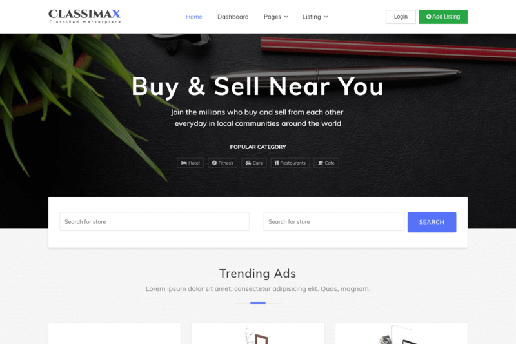 CLASSIMAX
Classified marketplace
Home Dashboard Pages Listing Login Add Listing
Buy & Sell Near You
Join the millions who buy and sell from each other
everyday in local communities around the world
POPULAR CATEGORY
Hotel Fitness Cars Restaurants Cafe
Search for store Search for store SEARCH
Trending Ads
Lorem ipsum dolor sit amet, consectetur adipisicing elit. Quas, magnam.